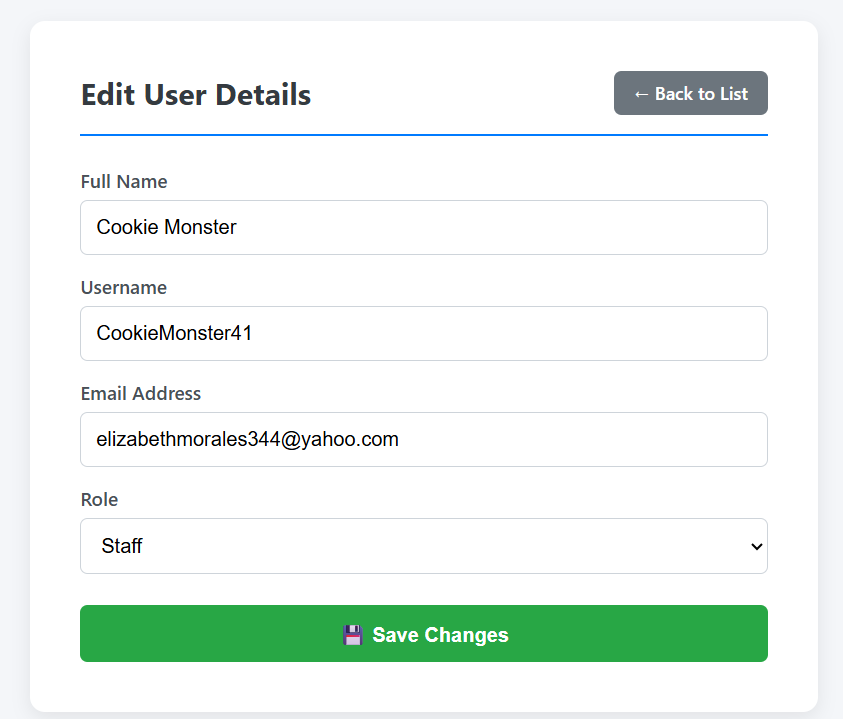 Edit User Details
← Back to List
Full Name
Cookie Monster
Username
CookieMonster41
Email Address
elizabethmorales344@yahoo.com
Role
Staff
💾 Save Changes